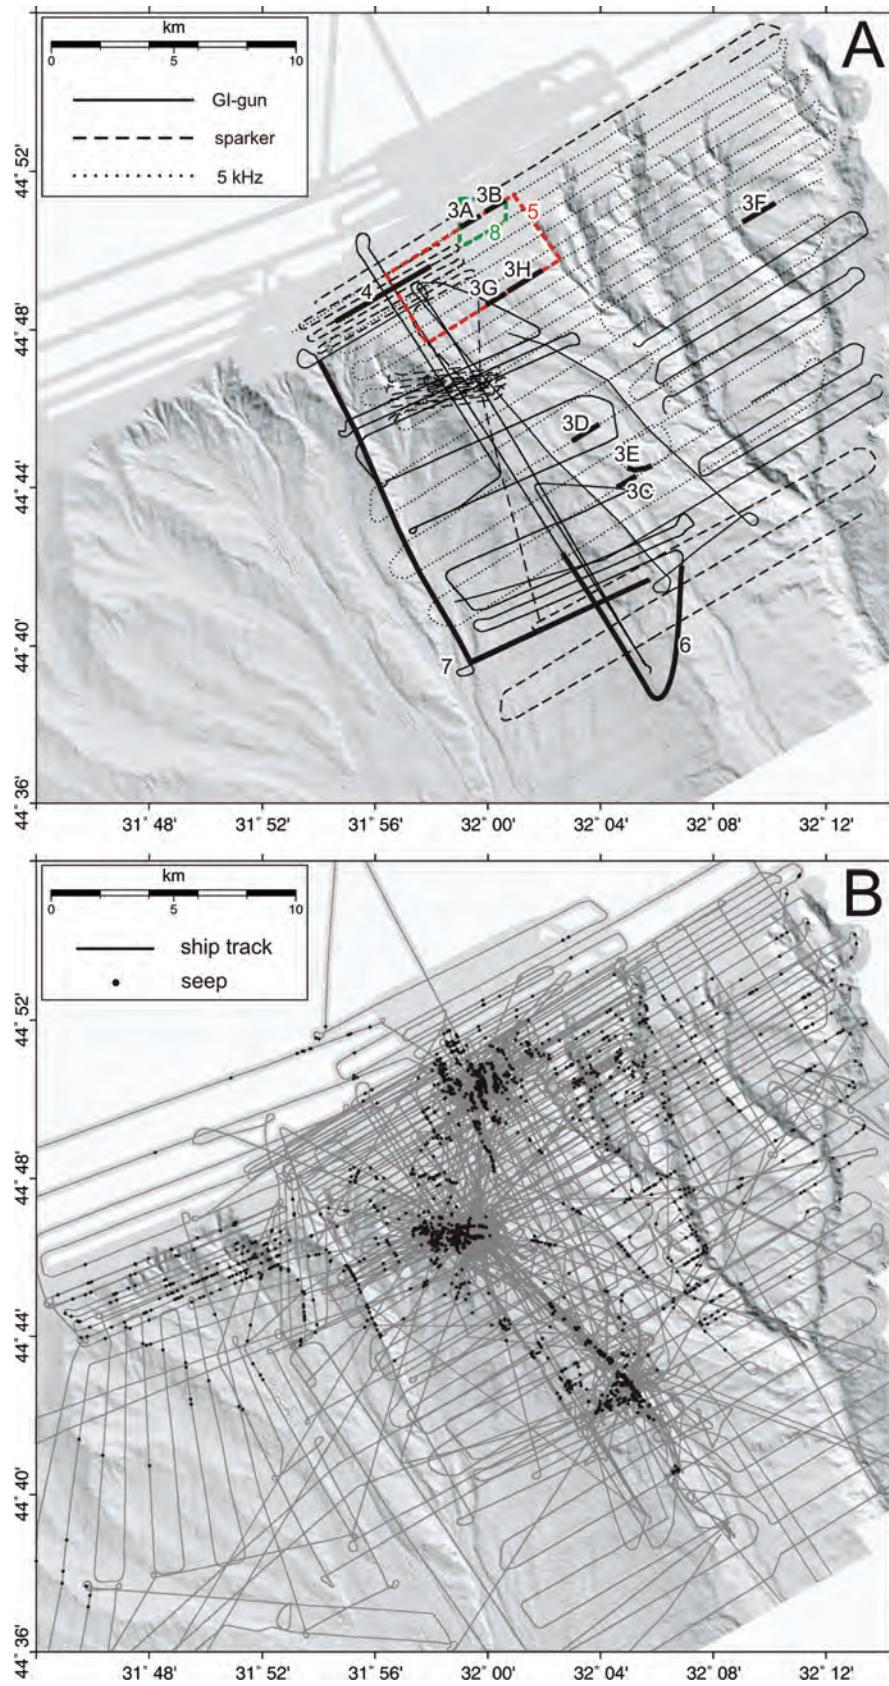 A
km
0 5 10
GI-gun
sparker
5 kHz
44° 52'
44° 48'
44° 44'
44° 40'
44° 36'
3A
3B
5
8
3F
4
3G
3H
3D
3E
3C
7
6
31° 48' 31° 52' 31° 56' 32° 00' 32° 04' 32° 08' 32° 12'
B
km
0 5 10
ship track
seep
44° 52'
44° 48'
44° 44'
44° 40'
44° 36'
31° 48' 31° 52' 31° 56' 32° 00' 32° 04' 32° 08' 32° 12'